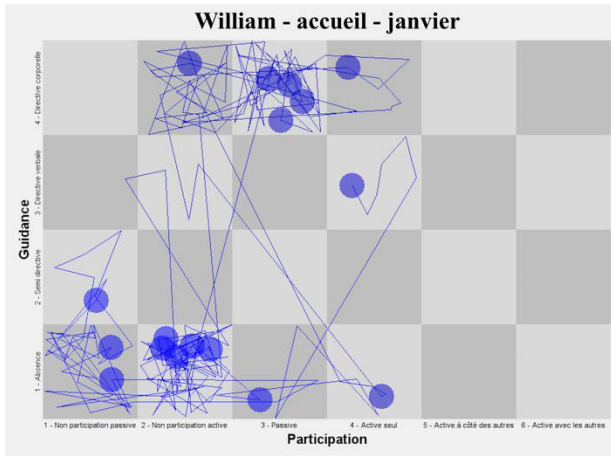 William - accueil - janvier
4 - Directive corporelle
3 - Directive verbale
2 - Semi directive
1 - Absence
Guidance
1 - Non participation passive
2 - Non participation active
3 - Passive
4 - Active seul
5 - Active à côté des autres
6 - Active avec les autres
Participation